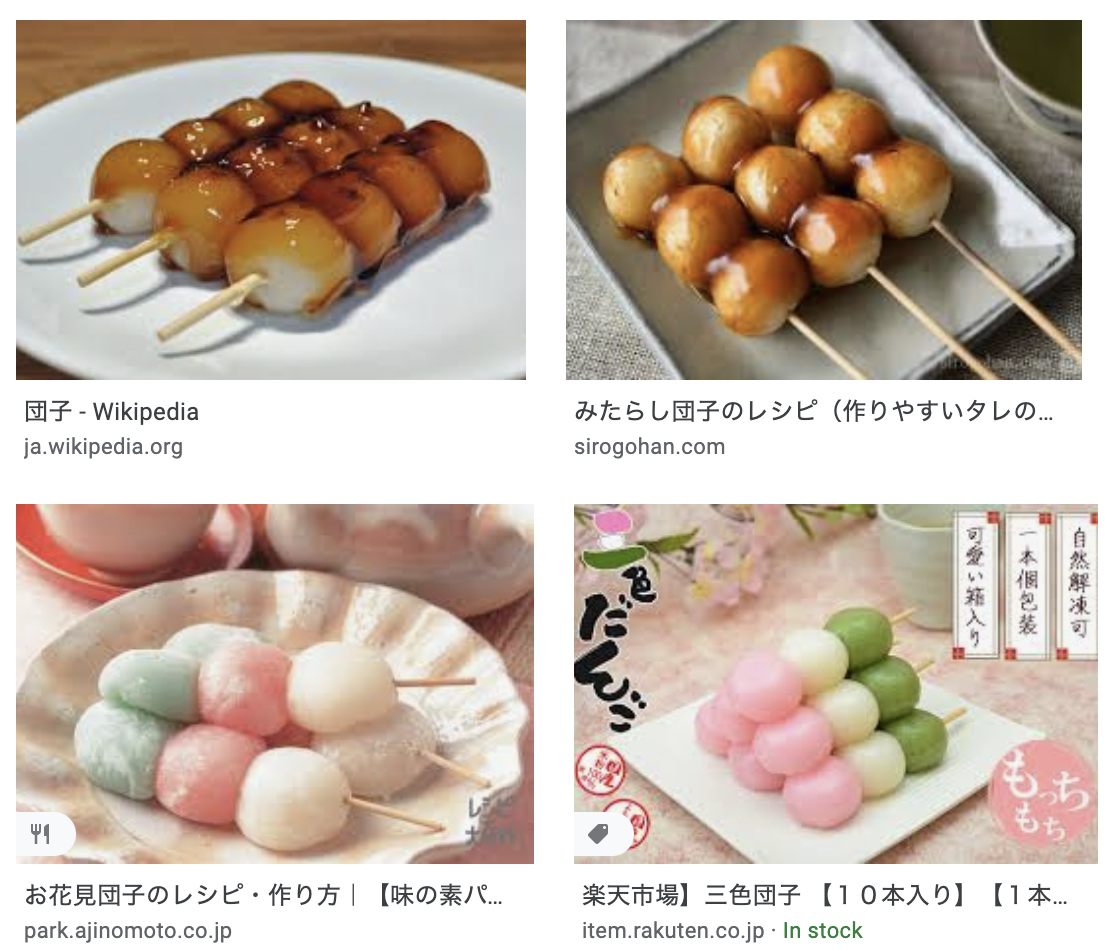 団子 - Wikipedia
ja.wikipedia.org
みたらし団子のレシピ（作りやすいタレの...
sirogohan.com
レシピ
色だんご
可愛い箱入り
一本個包装
自然解凍可
もっちもち
お花見団子のレシピ・作り方｜【味の素パ...
park.ajinomoto.co.jp
楽天市場】三色団子 【１０本入り】【１本...
item.rakuten.co.jp · In stock